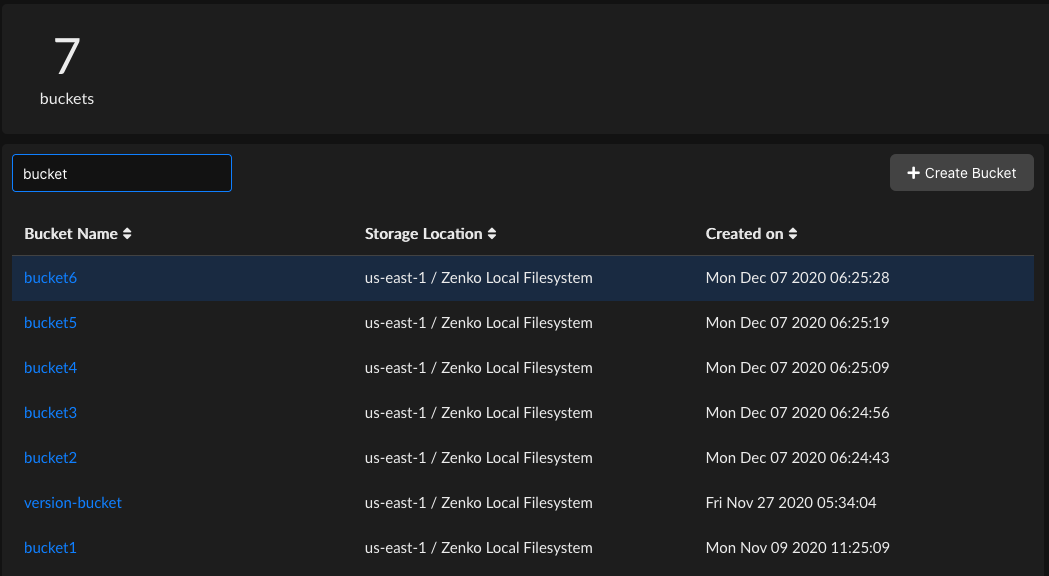 7
buckets
bucket
Create Bucket
Bucket Name Storage Location Created on
bucket6 us-east-1 / Zenko Local Filesystem Mon Dec 07 2020 06:25:28
bucket5 us-east-1 / Zenko Local Filesystem Mon Dec 07 2020 06:25:19
bucket4 us-east-1 / Zenko Local Filesystem Mon Dec 07 2020 06:25:09
bucket3 us-east-1 / Zenko Local Filesystem Mon Dec 07 2020 06:24:56
bucket2 us-east-1 / Zenko Local Filesystem Mon Dec 07 2020 06:24:43
version-bucket us-east-1 / Zenko Local Filesystem Fri Nov 27 2020 05:34:04
bucket1 us-east-1 / Zenko Local Filesystem Mon Nov 09 2020 11:25:09